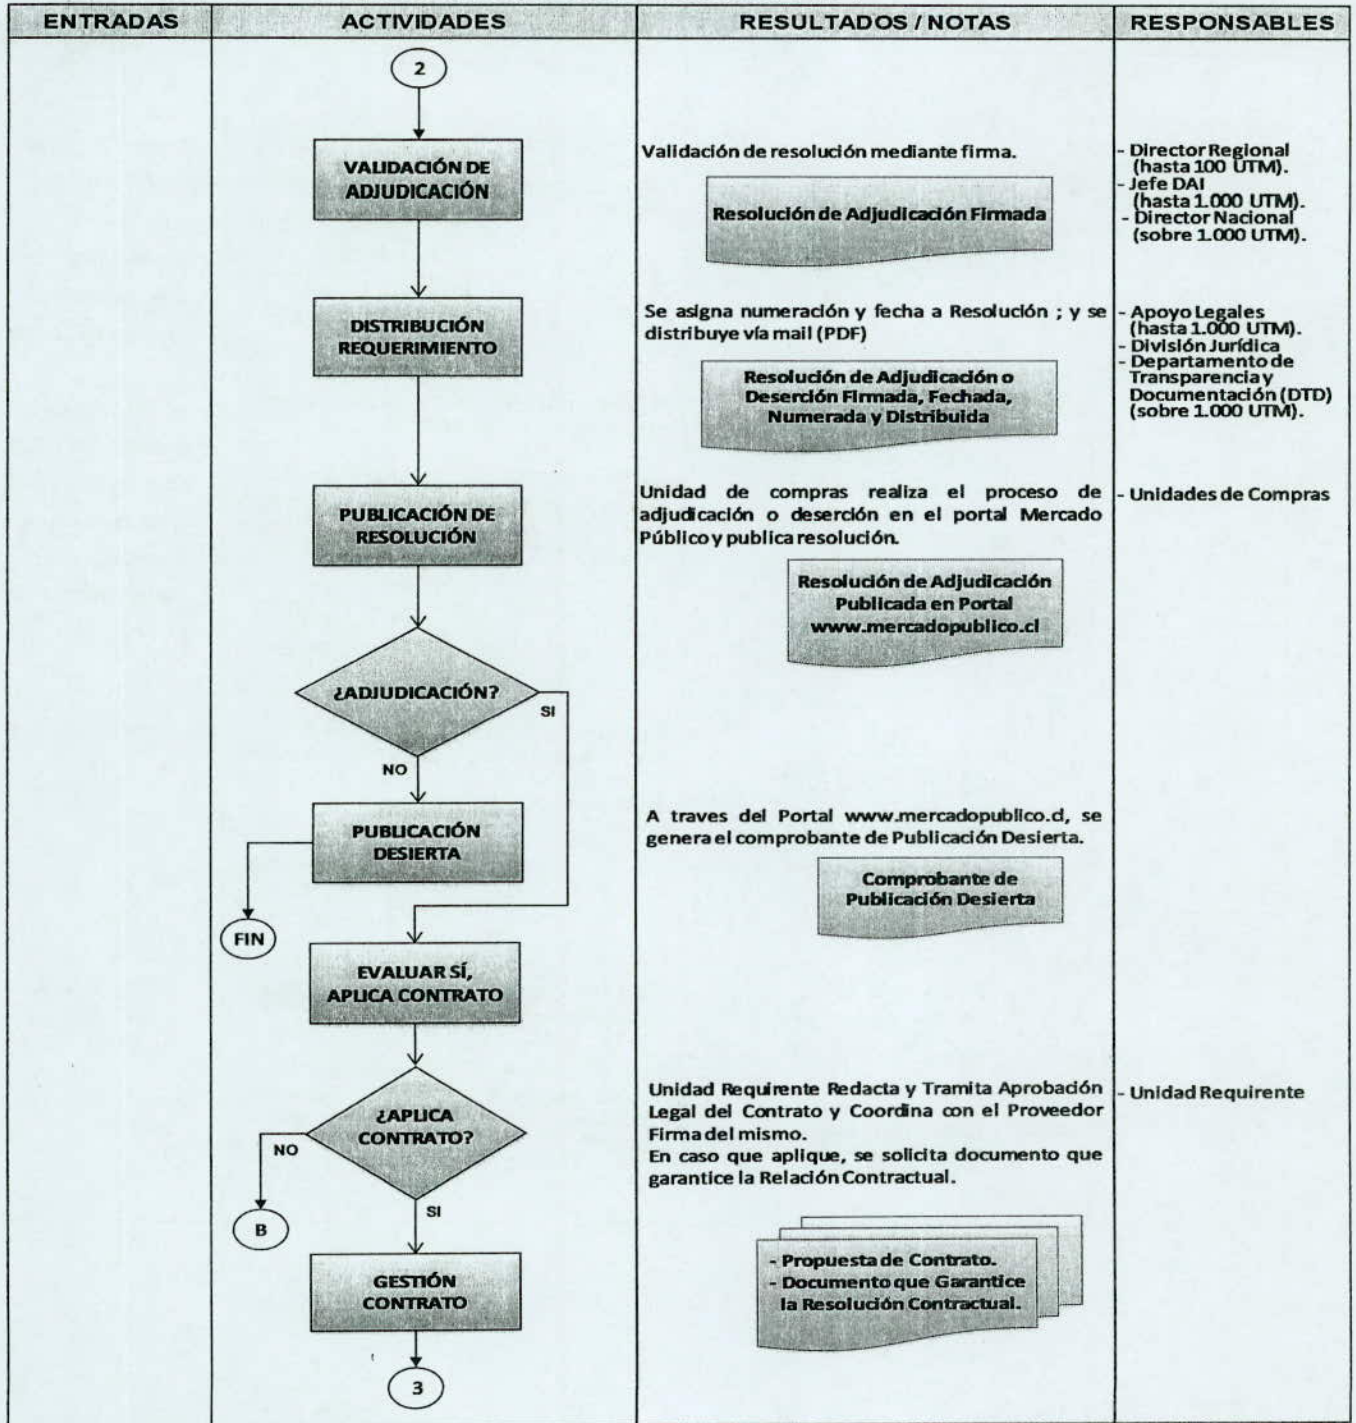 ENTRADAS
ACTIVIDADES
RESULTADOS / NOTAS
RESPONSABLES
2
VALIDACIÓN DE
ADJUDICACIÓN
Validación de resolución mediante firma.
Resolución de Adjudicación Firmada
- Director Regional
(hasta 100 UTM).
- Jefe DAI
(hasta 1.000 UTM).
- Director Nacional
(sobre 1.000 UTM).
DISTRIBUCIÓN
REQUERIMIENTO
Se asigna numeración y fecha a Resolución ; y se
distribuye vía mail (PDF)
Resolución de Adjudicación o
Deserción Firmada, Fechada,
Numerada y Distribuida
- Apoyo Legales
(hasta 1.000 UTM).
- División Jurídica
- Departamento de
Transparencia y
Documentación (DTD)
(sobre 1.000 UTM).
PUBLICACIÓN DE
RESOLUCIÓN
Unidad de compras realiza el proceso de
adjudicación o deserción en el portal Mercado
Público y publica resolución.
Resolución de Adjudicación
Publicada en Portal
www.mercadopublico.cl
- Unidades de Compras
¿ADJUDICACIÓN?
SI
NO
PUBLICACIÓN
DESIERTA
A traves del Portal www.mercadopublico.cl, se
genera el comprobante de Publicación Desierta.
Comprobante de
Publicación Desierta
FIN
EVALUAR SÍ,
APLICA CONTRATO
¿APLICA
CONTRATO?
NO
SI
B
Unidad Requirente Redacta y Tramita Aprobación
Legal del Contrato y Coordina con el Proveedor
Firma del mismo.
En caso que aplique, se solicita documento que
garantice la Relación Contractual.
- Unidad Requirente
GESTIÓN
CONTRATO
- Propuesta de Contrato.
- Documento que Garantice
la Resolución Contractual.
3